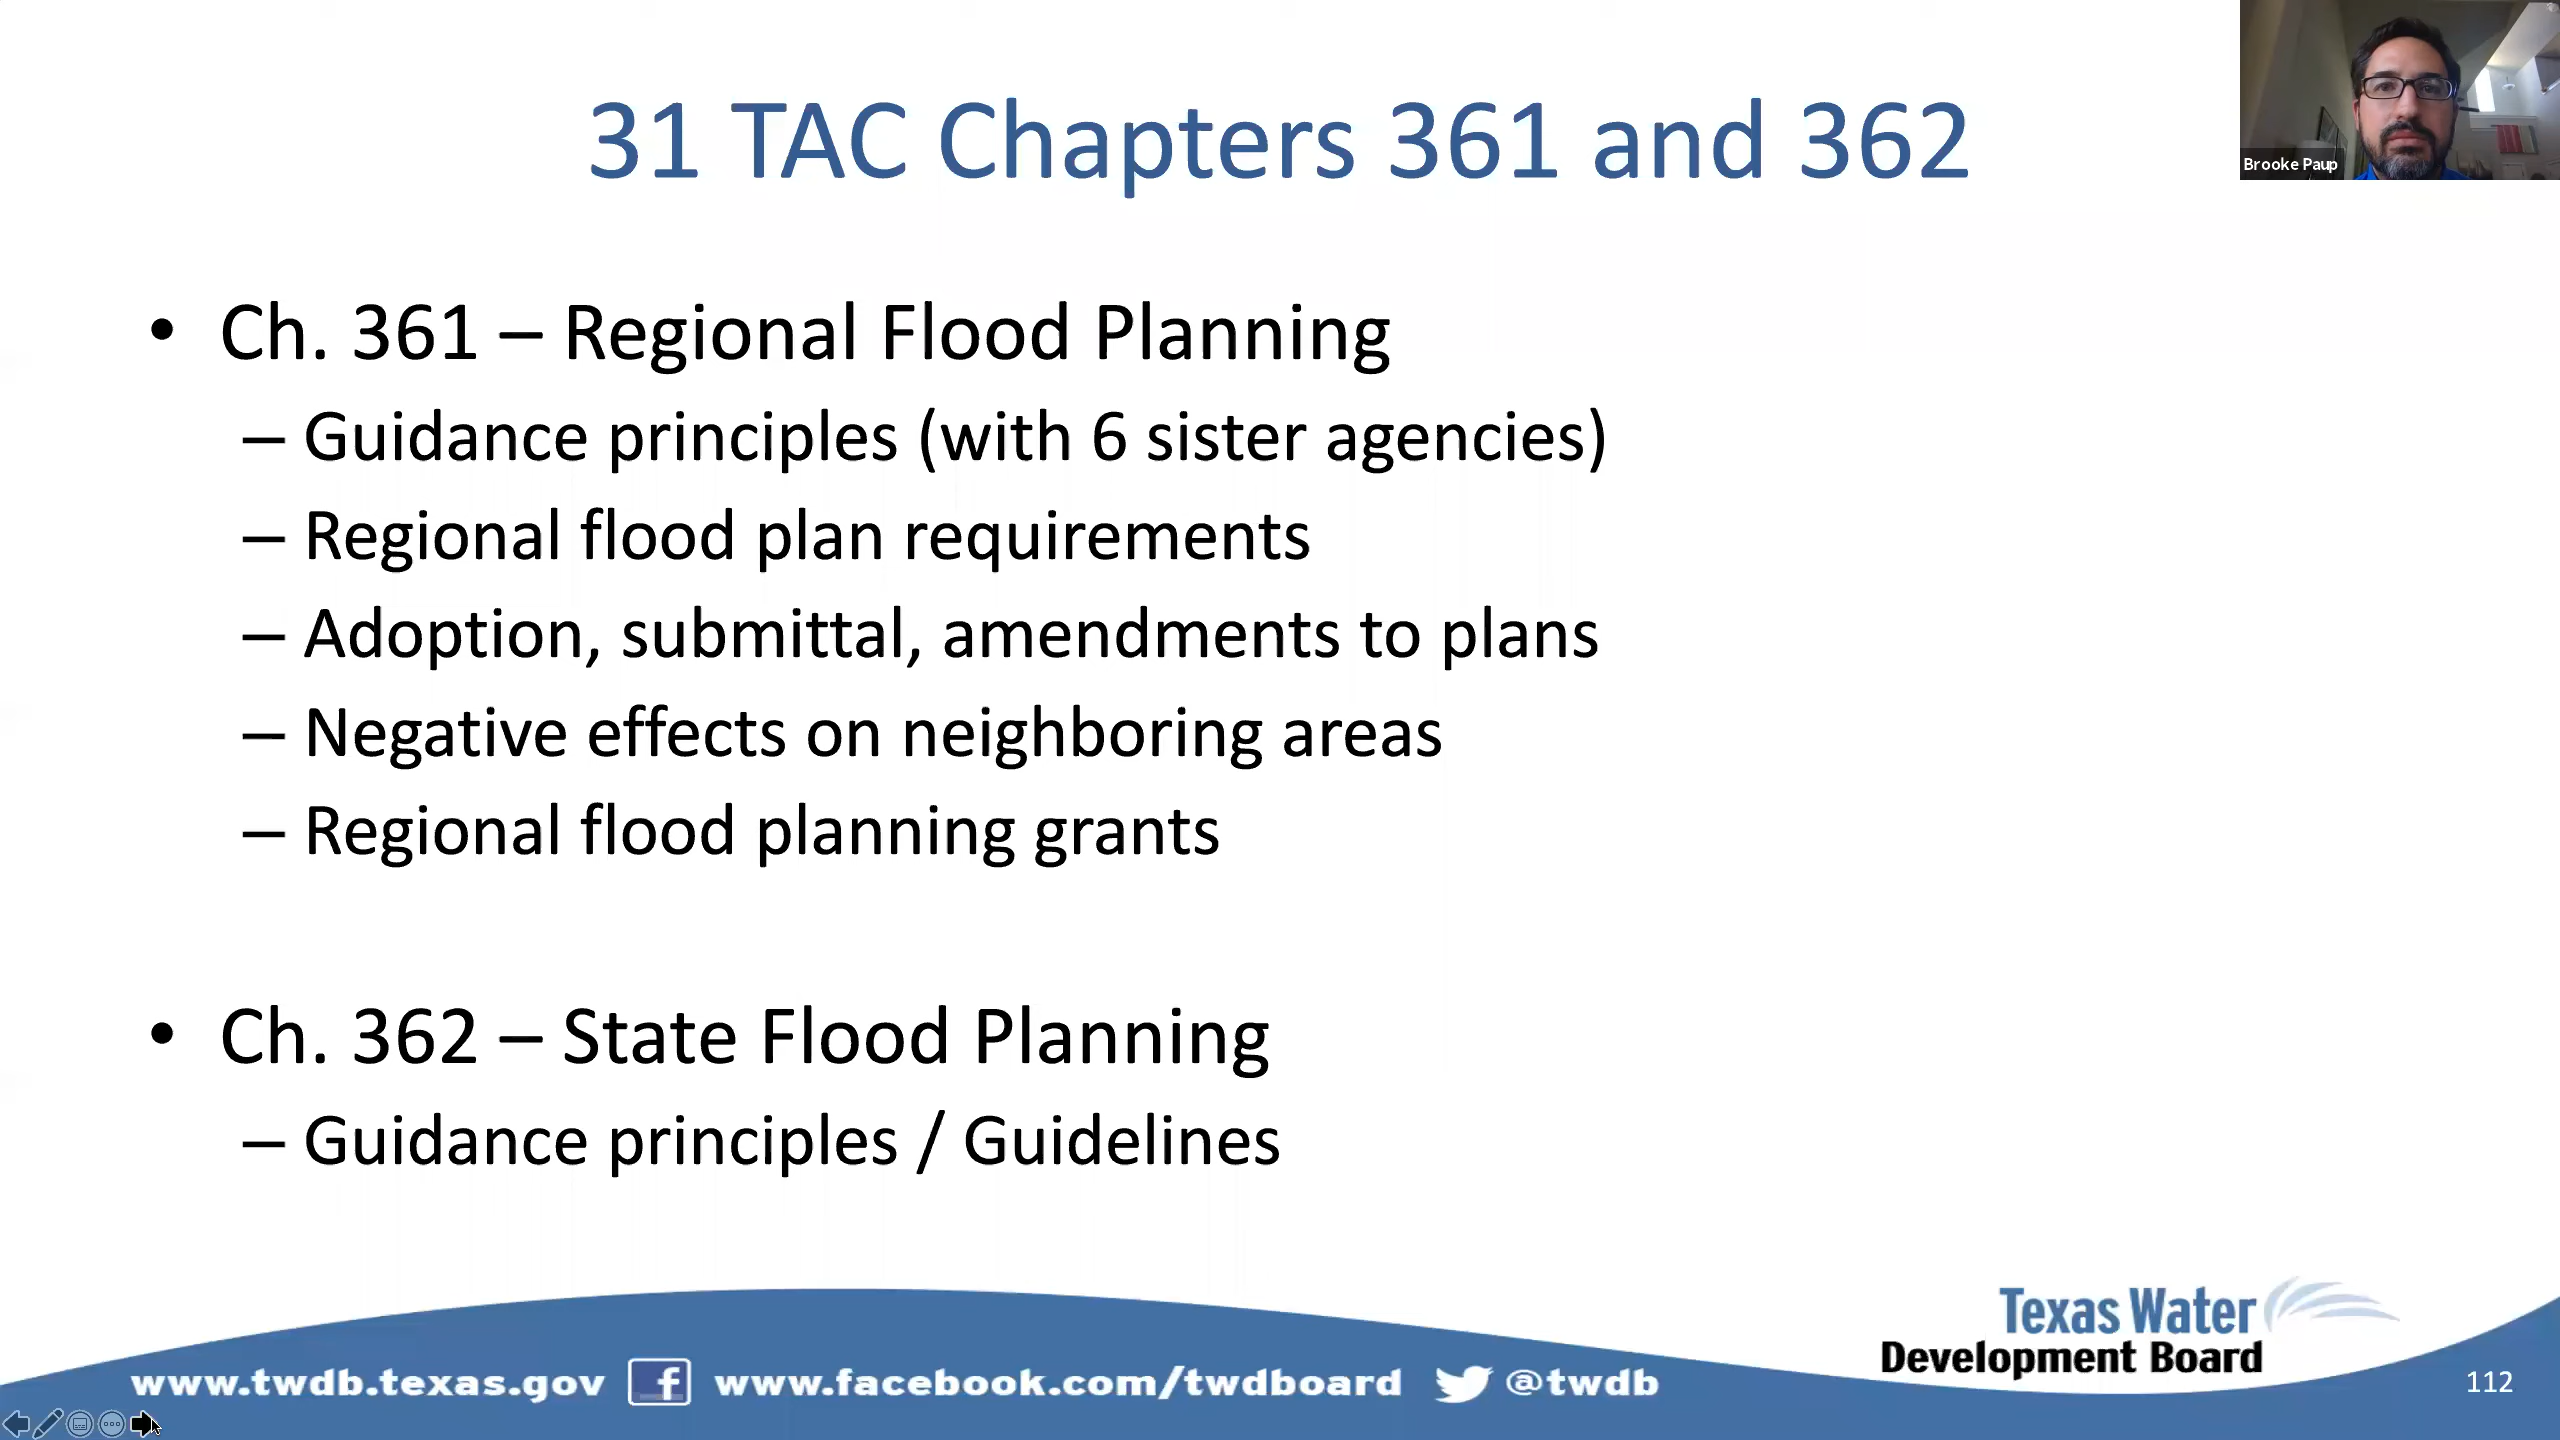 31 TAC Chapters 361 and 362
Brooke Paup
• Ch. 361 – Regional Flood Planning
– Guidance principles (with 6 sister agencies)
– Regional flood plan requirements
– Adoption, submittal, amendments to plans
– Negative effects on neighboring areas
– Regional flood planning grants
• Ch. 362 – State Flood Planning
– Guidance principles / Guidelines
Texas Water
Development Board
www.twdb.texas.gov f www.facebook.com/twdboard @twdb
112